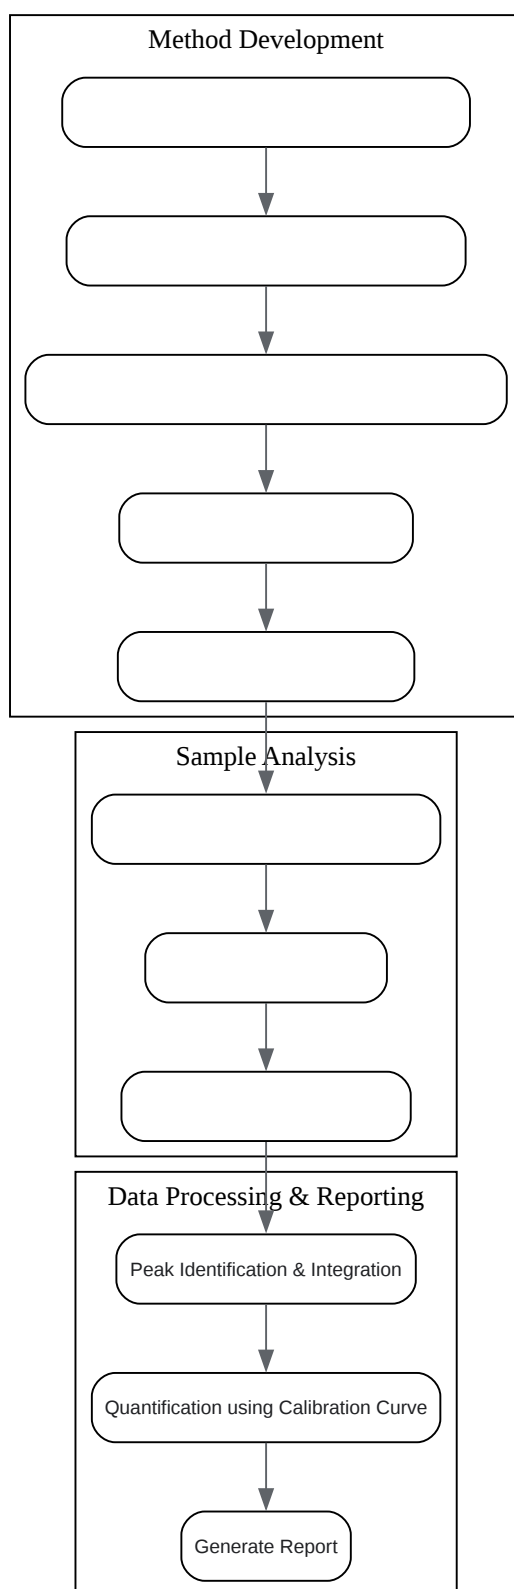 Method Development
Sample Analysis
Data Processing & Reporting
Peak Identification & Integration
Quantification using Calibration Curve
Generate Report